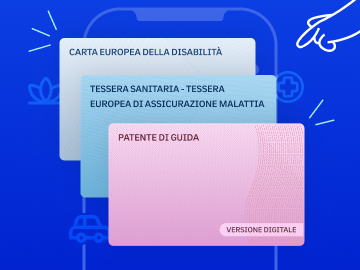 CARTA EUROPEA DELLA DISABILITÀ
TESSERA SANITARIA - TESSERA
EUROPEA DI ASSICURAZIONE MALATTIA
PATENTE DI GUIDA
VERSIONE DIGITALE